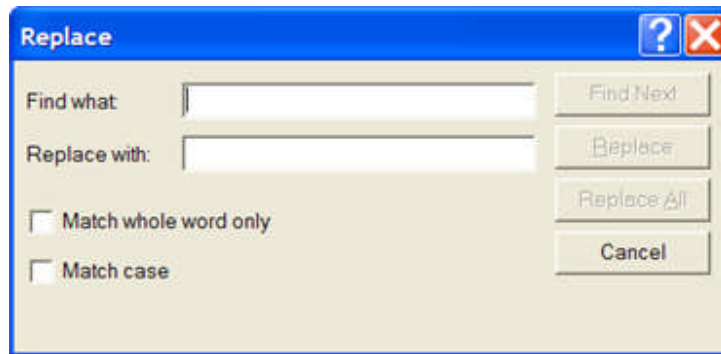 Replace
Find what:
Find Next
Replace with:
Replace
Replace All
Match whole word only
Cancel
Match case